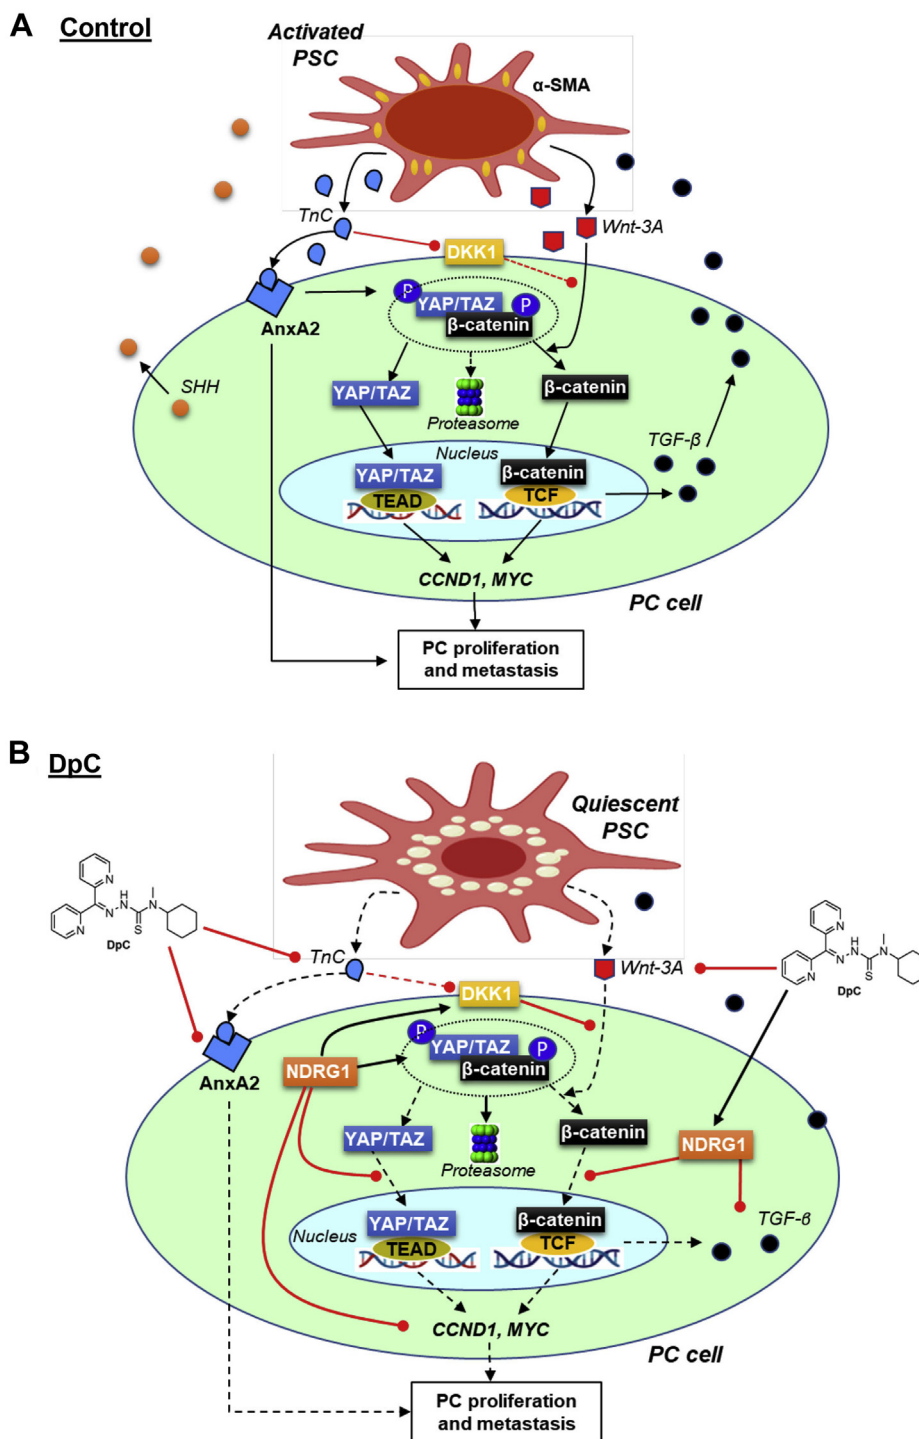 A Control
Activated
PSC
α-SMA
TnC
Wnt-3A
DKK1
P
YAP/TAZ
P
β-catenin
AnxA2
SHH
YAP/TAZ
β-catenin
Proteasome
TGF-β
Nucleus
YAP/TAZ
β-catenin
TEAD
TCF
CCND1, MYC
PC cell
PC proliferation
and metastasis
B DpC
Quiescent
PSC
N
N
N
H
N
N
S
DpC
N
N
N
H
N
N
S
DpC
TnC
Wnt-3A
DKK1
P
YAP/TAZ
P
β-catenin
AnxA2
NDRG1
YAP/TAZ
β-catenin
NDRG1
Proteasome
TGF-β
Nucleus
YAP/TAZ
β-catenin
TEAD
TCF
CCND1, MYC
PC cell
PC proliferation
and metastasis